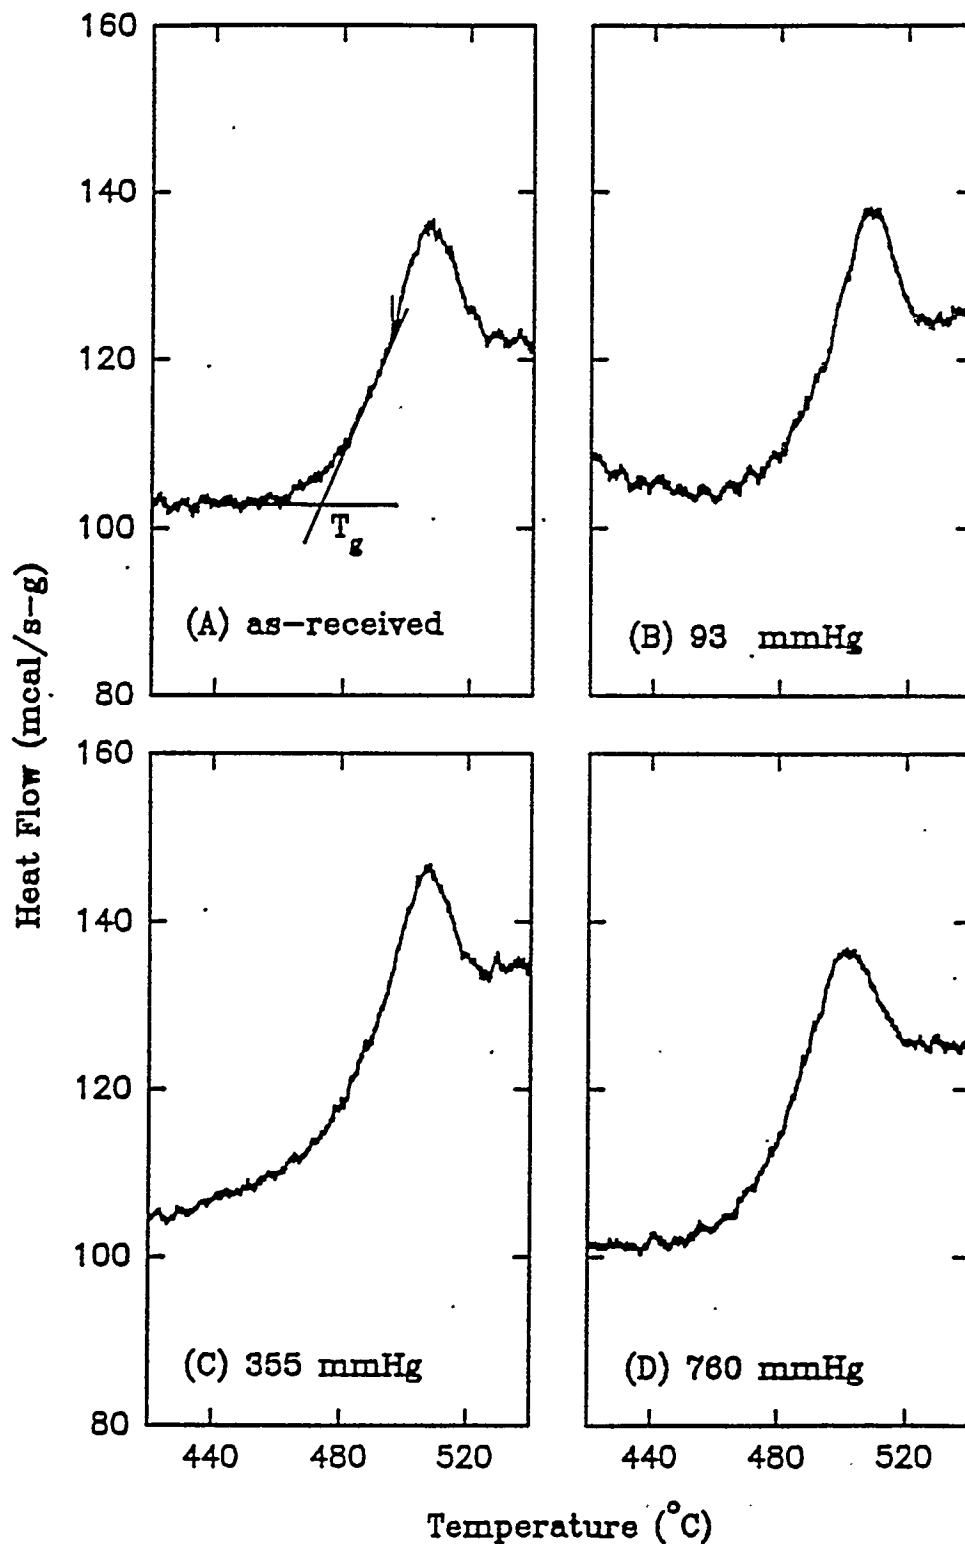 160
140
120
100
80
T_g
(A) as-received
(B) 93 mmHg
Heat Flow (mcal/s-g)
160
140
120
100
80
(C) 355 mmHg
(D) 760 mmHg
440 480 520
440 480 520
Temperature (°C)